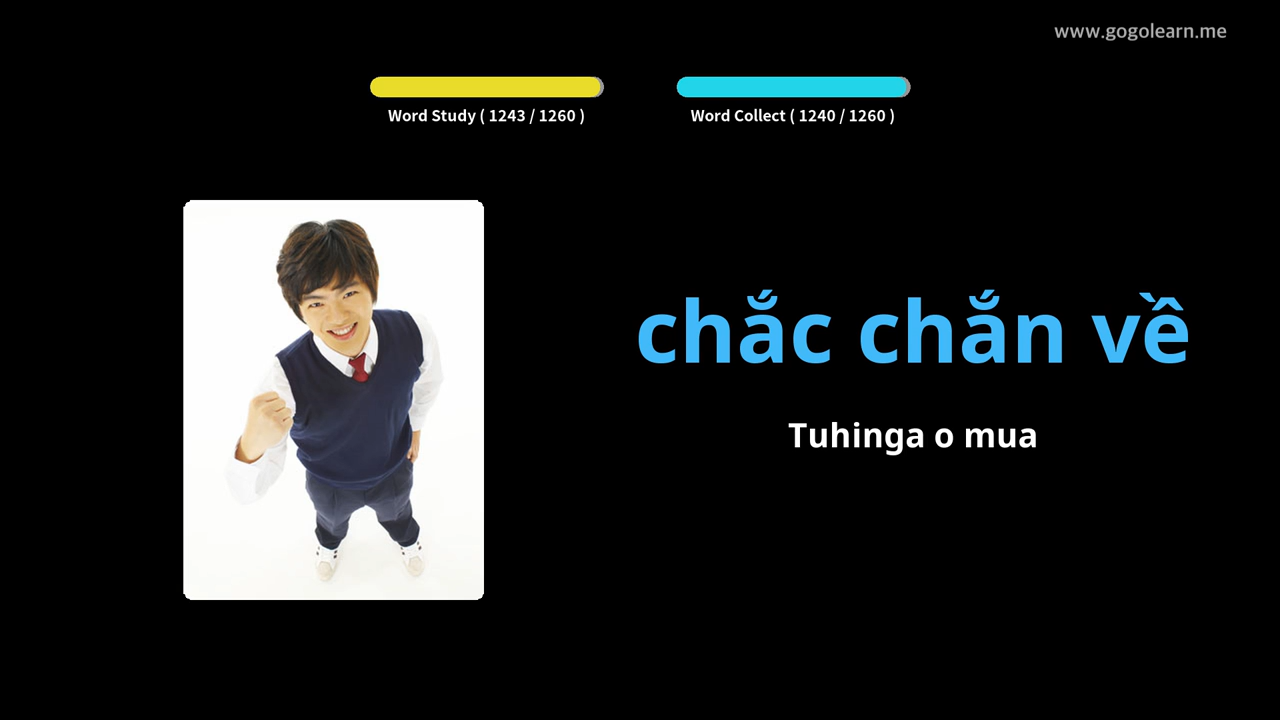 www.gogolearn.me
Word Study ( 1243 / 1260 )
Word Collect ( 1240 / 1260 )
chắc chắn về
Tuhinga o mua